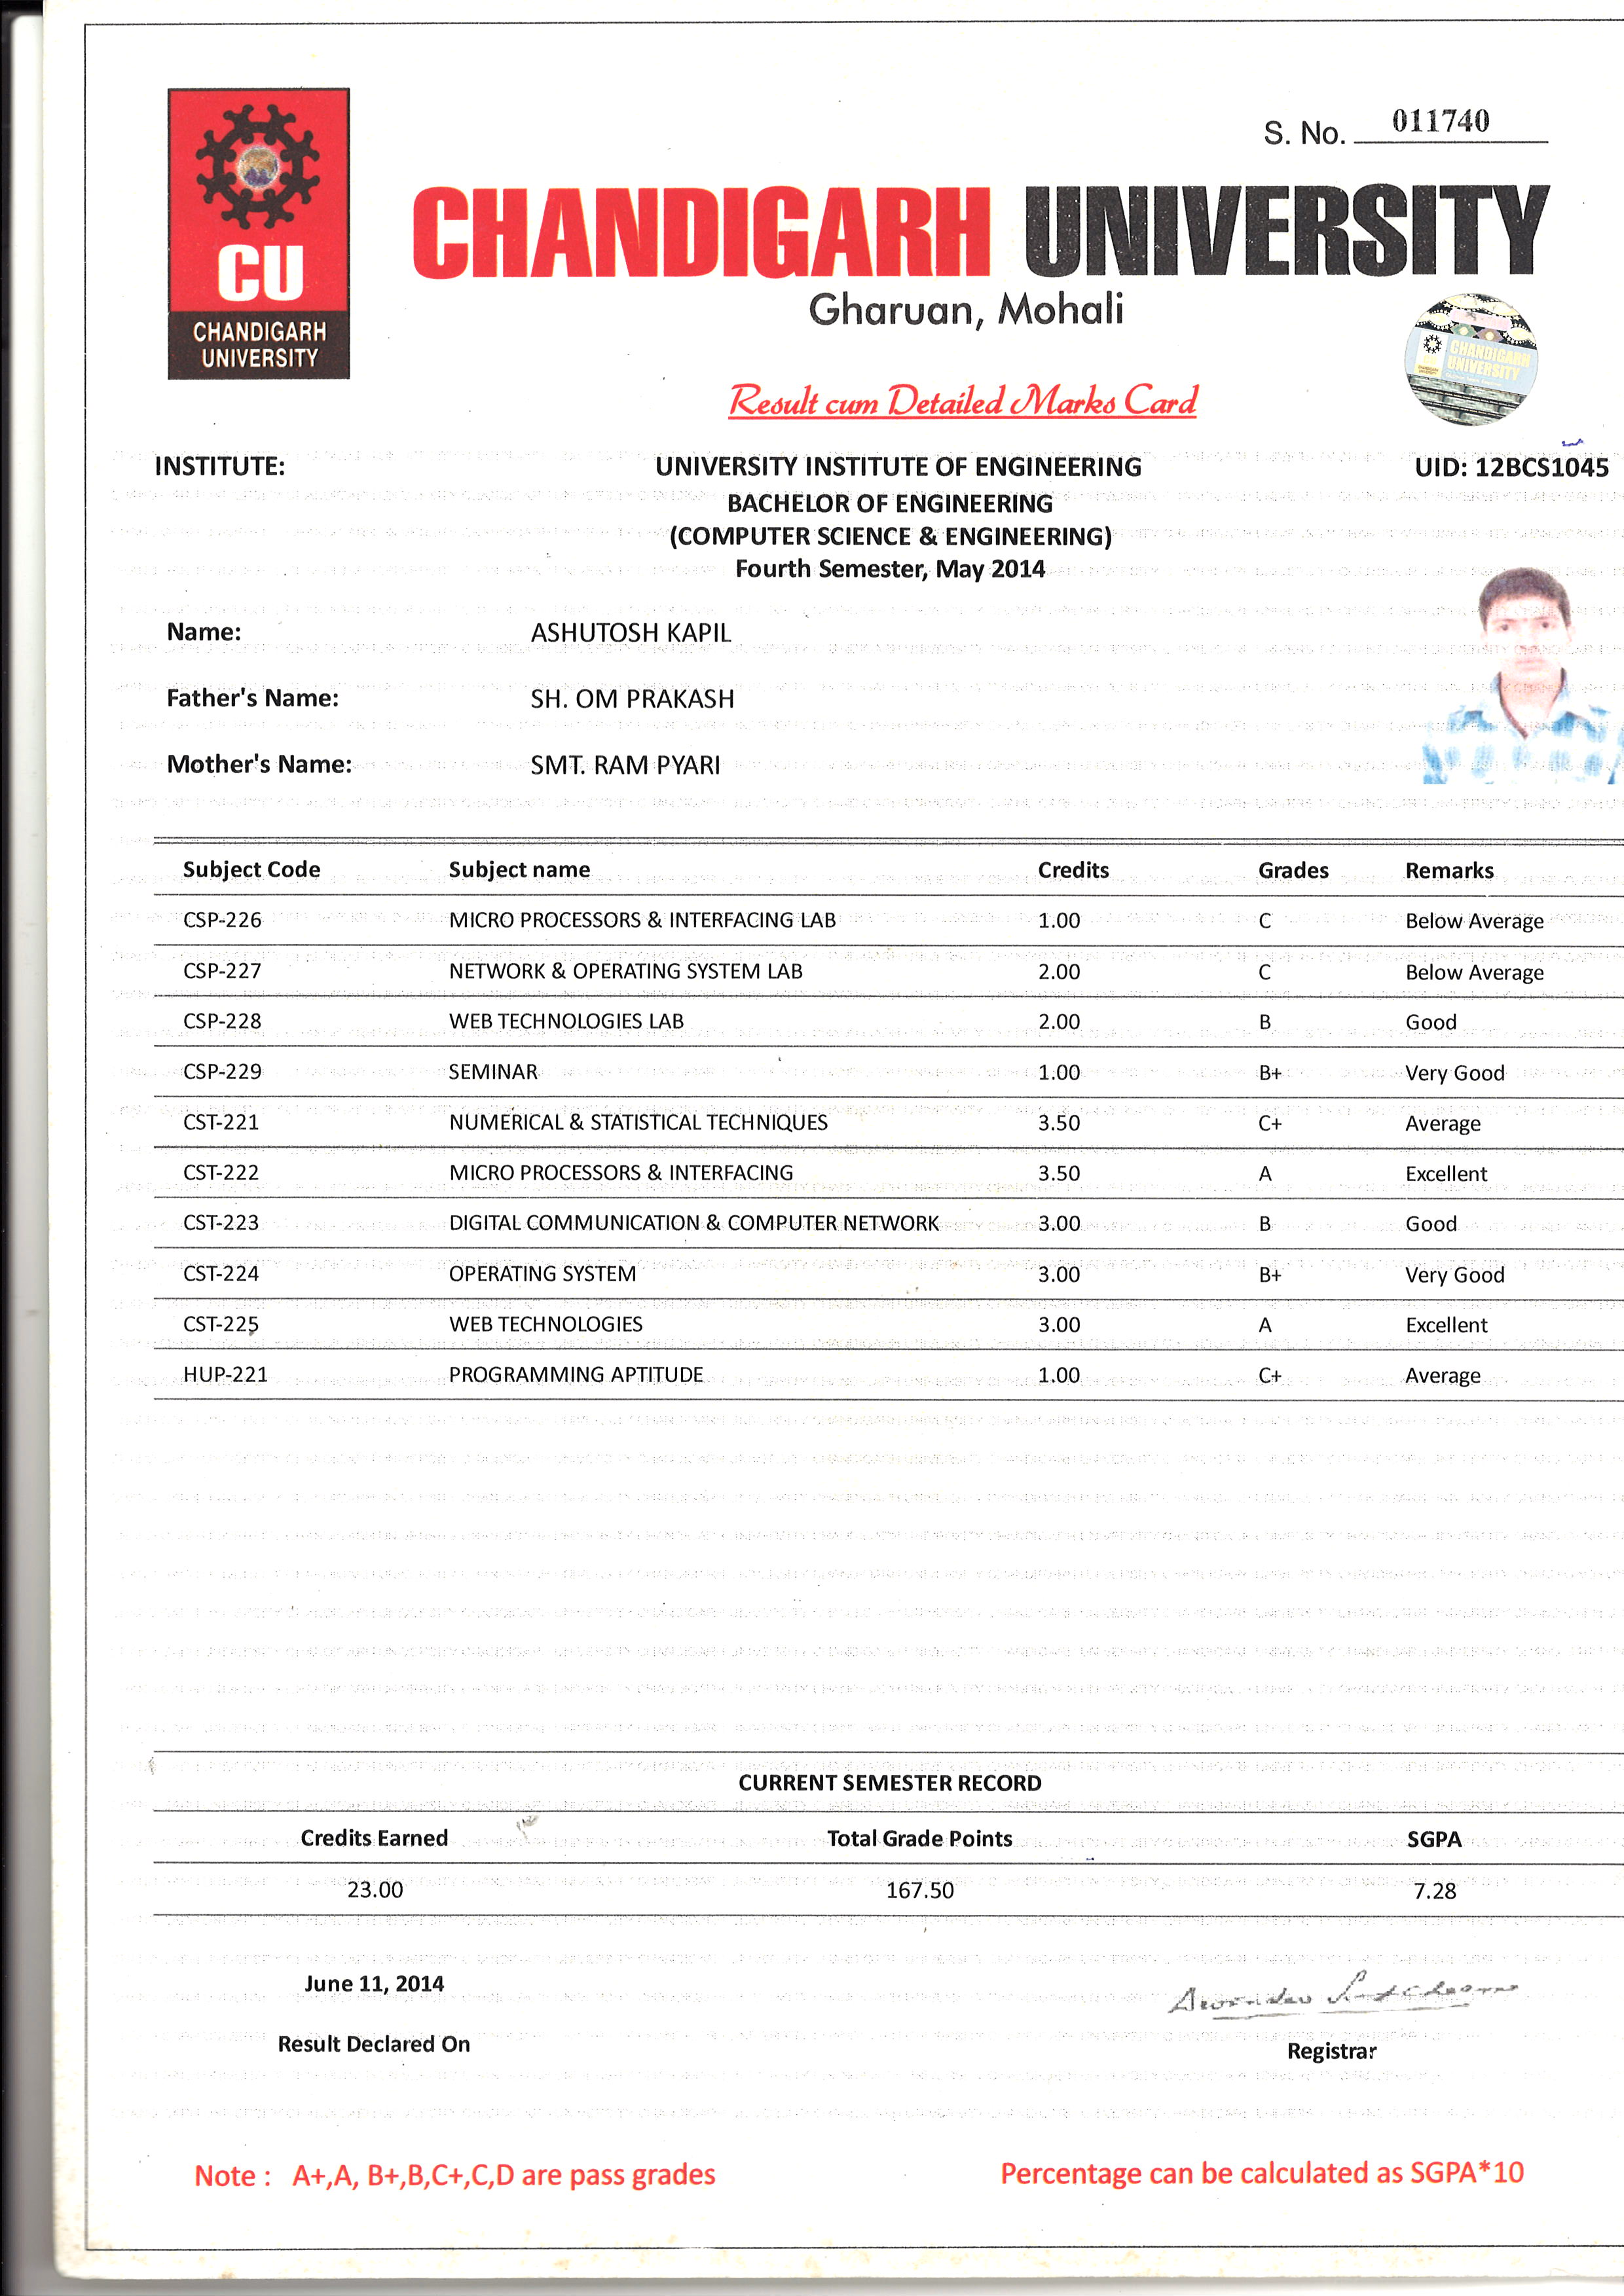 S. No. 011740
CU
CHANDIGARH
UNIVERSITY
CHANDIGARH UNIVERSITY
Gharuan, Mohali
CHANDIGARH
UNIVERSITY
Result cum Detailed Marks Card
INSTITUTE: UNIVERSITY INSTITUTE OF ENGINEERING UID: 12BCS1045
BACHELOR OF ENGINEERING
(COMPUTER SCIENCE & ENGINEERING)
Fourth Semester, May 2014
Name: ASHUTOSH KAPIL
Father's Name: SH. OM PRAKASH
Mother's Name: SMT. RAM PYARI
Subject Code Subject name Credits Grades Remarks
CSP-226 MICRO PROCESSORS & INTERFACING LAB 1.00 C Below Average
CSP-227 NETWORK & OPERATING SYSTEM LAB 2.00 C Below Average
CSP-228 WEB TECHNOLOGIES LAB 2.00 B Good
CSP-229 SEMINAR 1.00 B+ Very Good
CST-221 NUMERICAL & STATISTICAL TECHNIQUES 3.50 C+ Average
CST-222 MICRO PROCESSORS & INTERFACING 3.50 A Excellent
CST-223 DIGITAL COMMUNICATION & COMPUTER NETWORK 3.00 B Good
CST-224 OPERATING SYSTEM 3.00 B+ Very Good
CST-225 WEB TECHNOLOGIES 3.00 A Excellent
HUP-221 PROGRAMMING APTITUDE 1.00 C+ Average
CURRENT SEMESTER RECORD
Credits Earned Total Grade Points SGPA
23.00 167.50 7.28
June 11, 2014
Result Declared On Registrar
Note : A+,A, B+,B,C+,C,D are pass grades Percentage can be calculated as SGPA*10